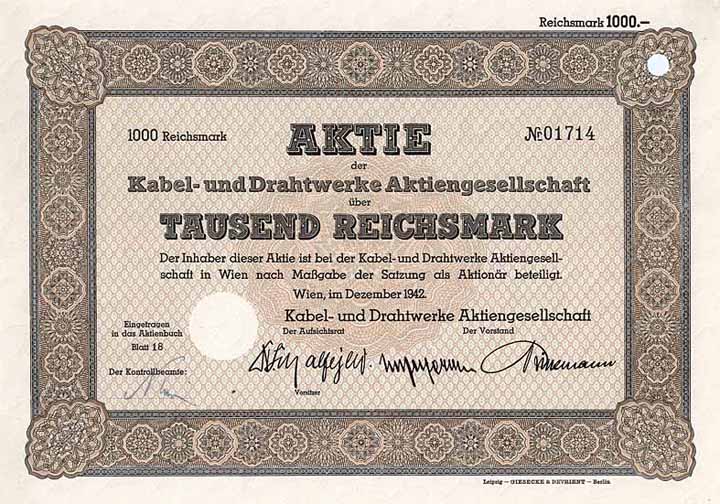 Reichsmark 1000.-
1000 Reichsmark
AKTIE
№ 01714
der
Kabel- und Drahtwerke Aktiengesellschaft
über
TAUSEND REICHSMARK
Der Inhaber dieser Aktie ist bei der Kabel- und Drahtwerke Aktiengesell-
schaft in Wien nach Maßgabe der Satzung als Aktionär beteiligt.
Wien, im Dezember 1942.
Kabel- und Drahtwerke Aktiengesellschaft
Der Aufsichtsrat
Der Vorstand
Eingetragen
in das Aktienbuch
Blatt 18
Der Kontrollbeamte:
Vorsitzer
Leipzig — GIESECKE & DEVRIENT — Berlin.